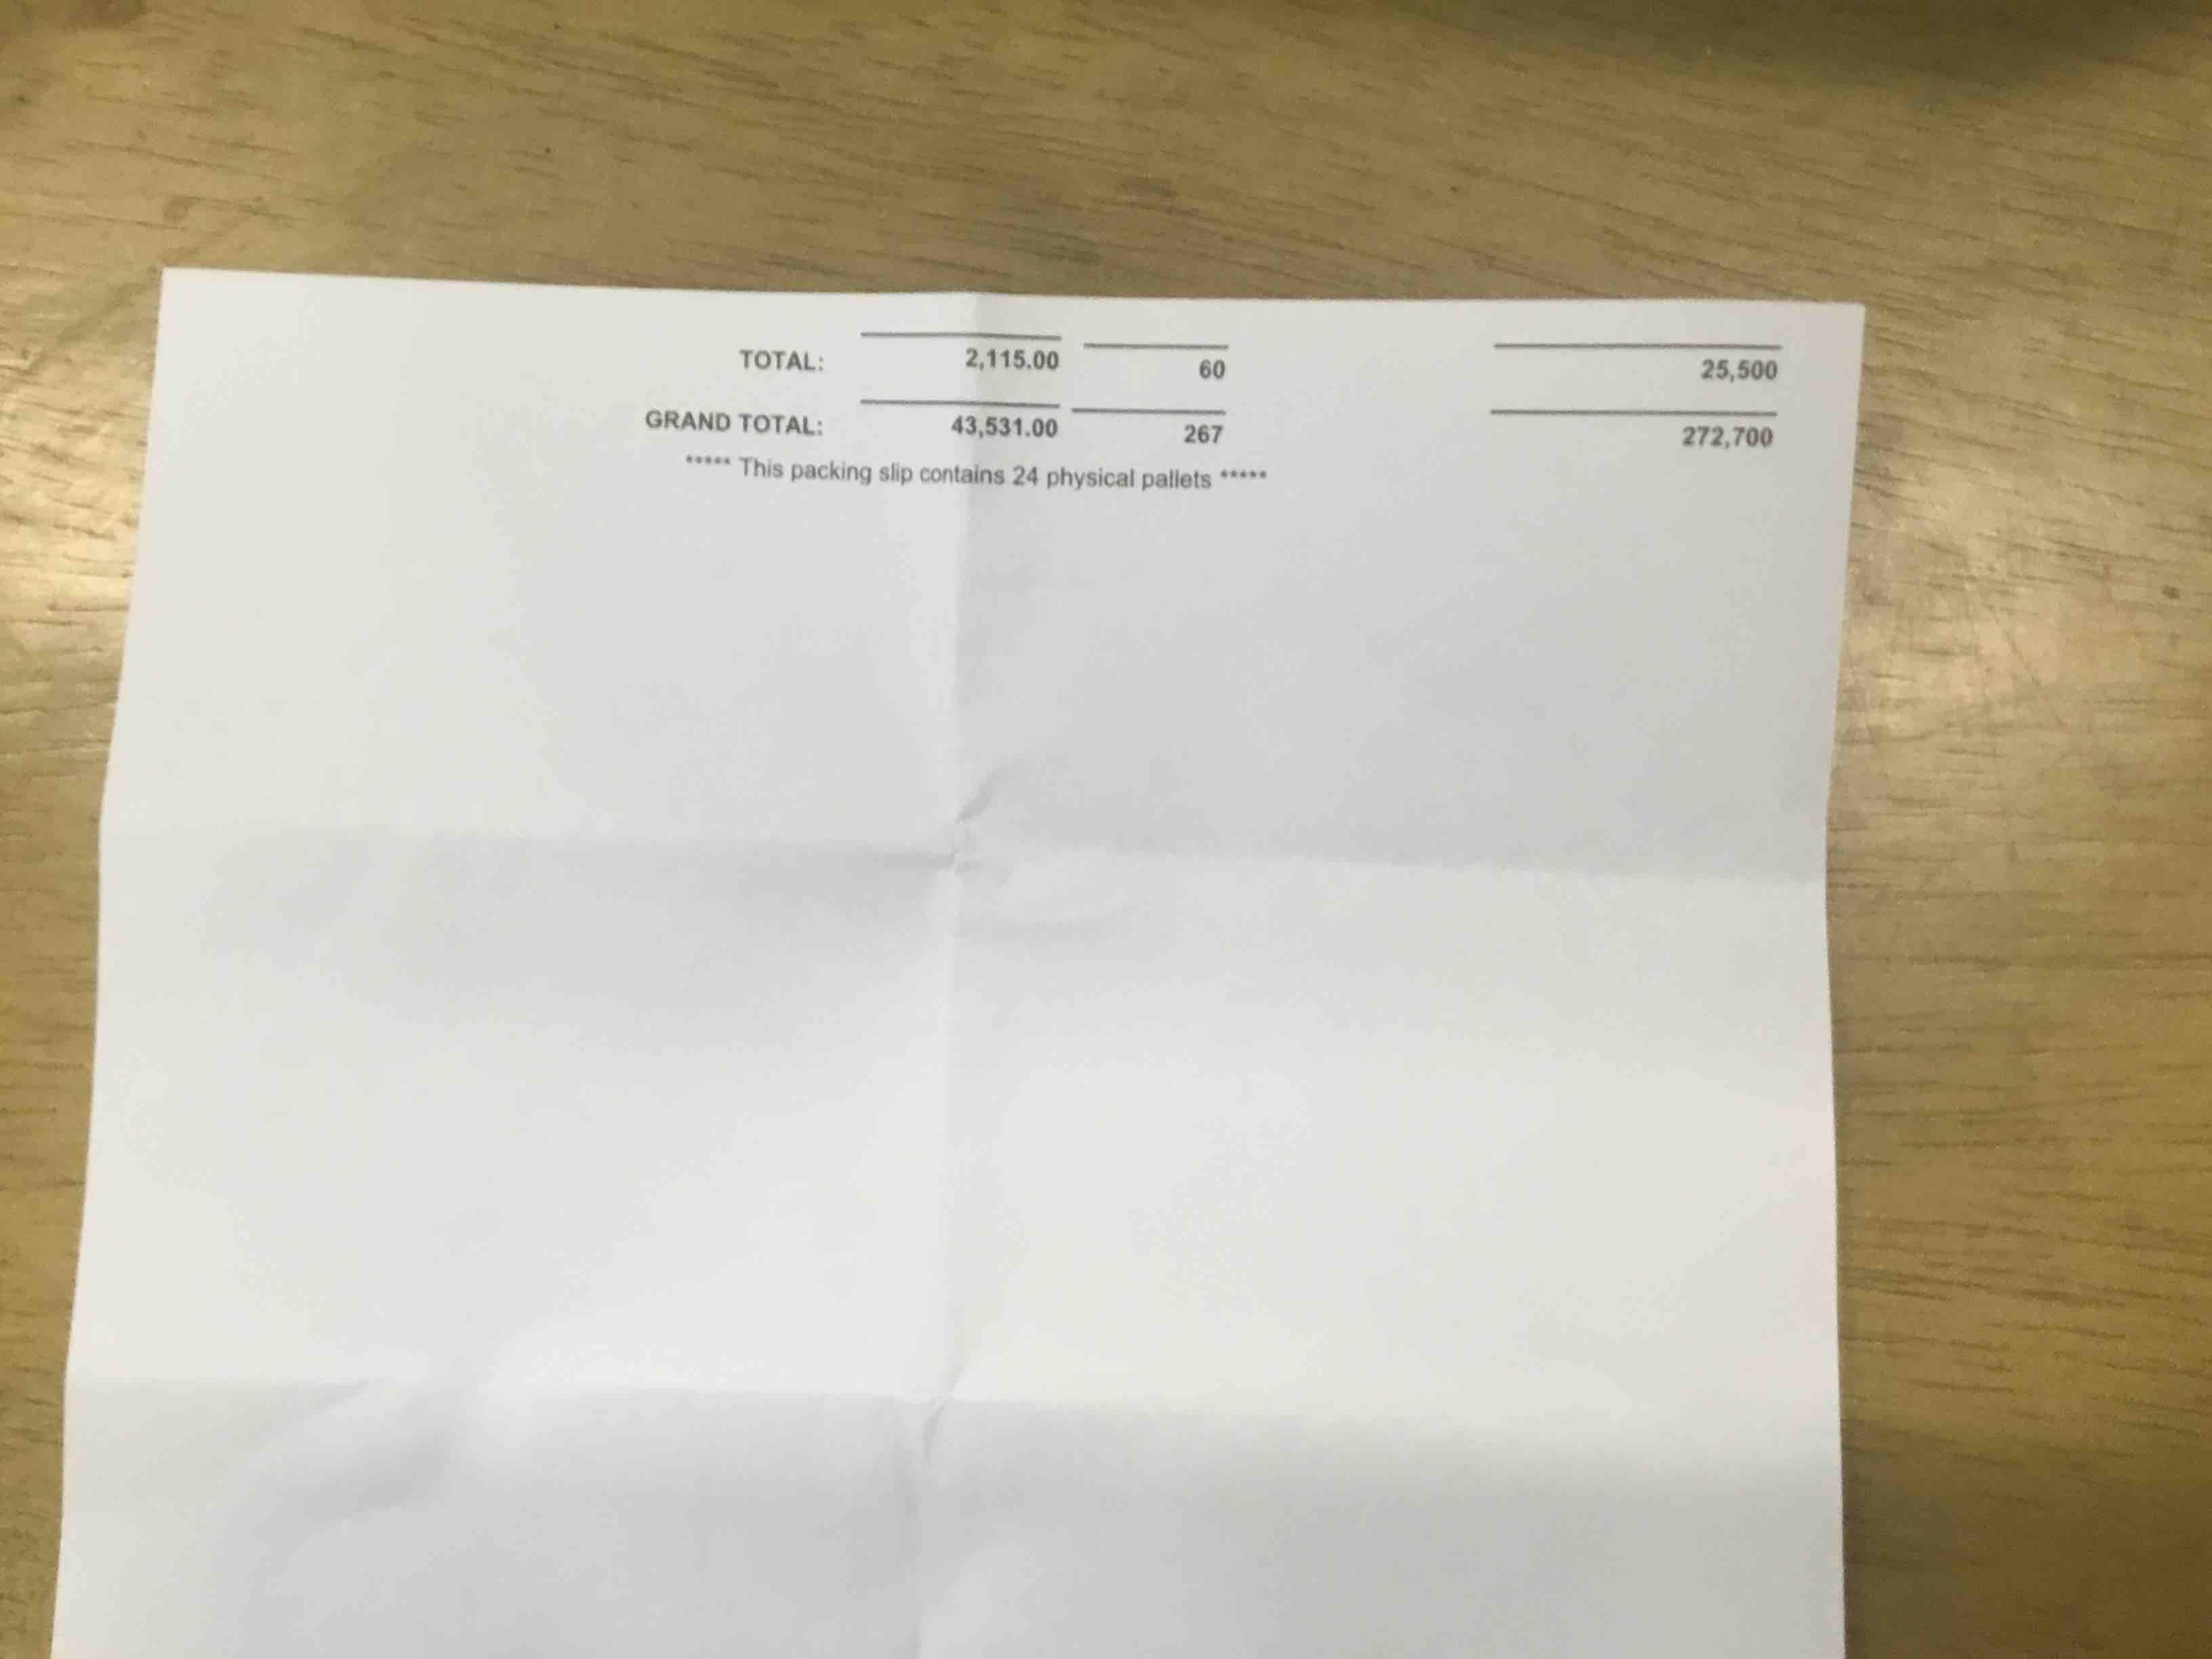 TOTAL: 2,115.00 60 25,500
GRAND TOTAL: 43,531.00 267 272,700
***** This packing slip contains 24 physical pallets *****